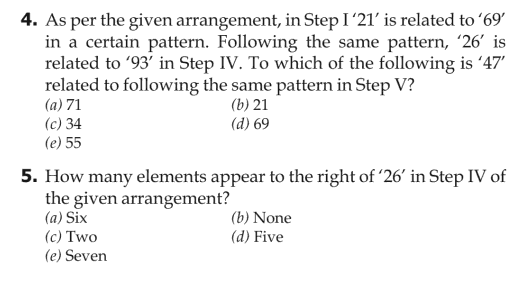 4. As per the given arrangement, in Step I ‘21’ is related to ‘69’
in a certain pattern. Following the same pattern, ‘26’ is
related to ‘93’ in Step IV. To which of the following is ‘47’
related to following the same pattern in Step V?
(a) 71 (b) 21
(c) 34 (d) 69
(e) 55
5. How many elements appear to the right of ‘26’ in Step IV of
the given arrangement?
(a) Six (b) None
(c) Two (d) Five
(e) Seven